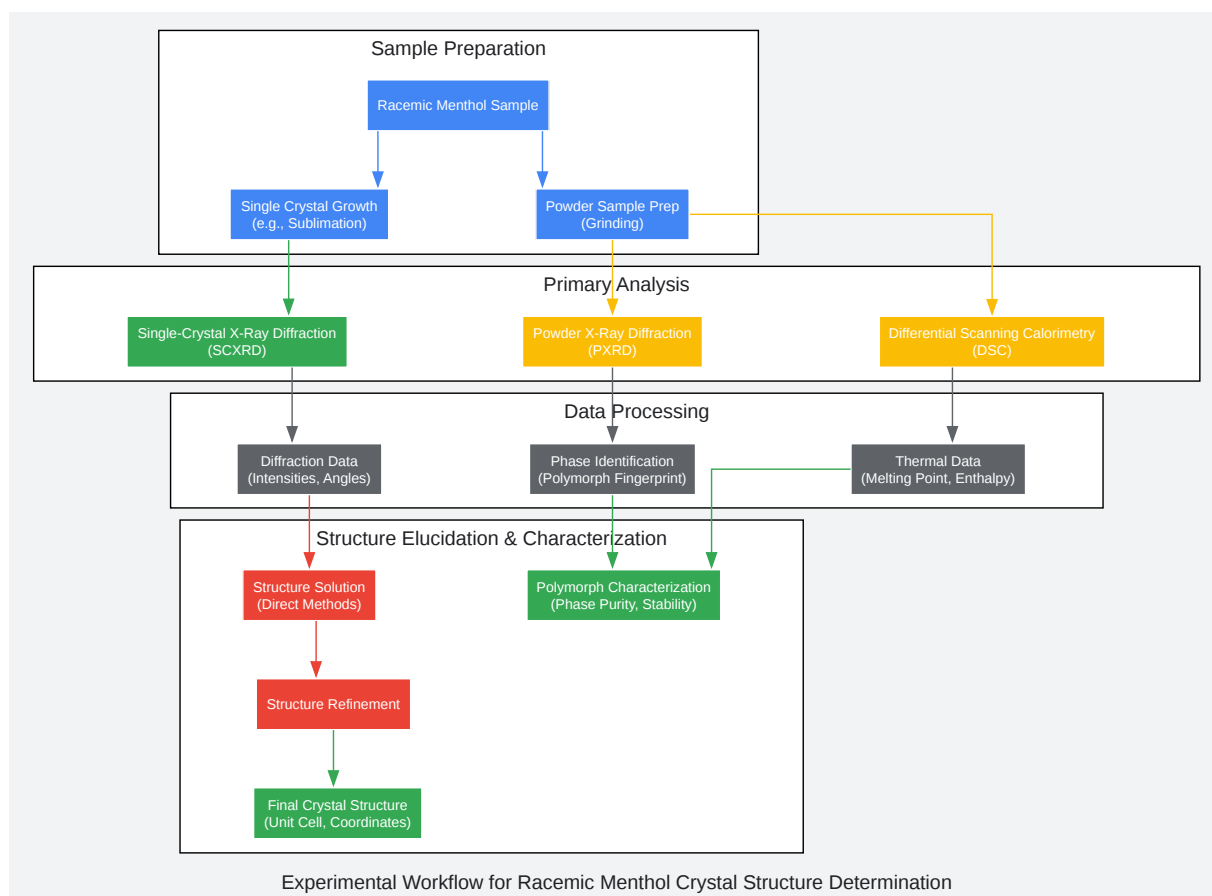 Sample Preparation
Racemic Menthol Sample
Single Crystal Growth
(e.g., Sublimation)
Powder Sample Prep
(Grinding)
Primary Analysis
Single-Crystal X-Ray Diffraction
(SCXRD)
Powder X-Ray Diffraction
(PXRD)
Differential Scanning Calorimetry
(DSC)
Data Processing
Diffraction Data
(Intensities, Angles)
Phase Identification
(Polymorph Fingerprint)
Thermal Data
(Melting Point, Enthalpy)
Structure Elucidation & Characterization
Structure Solution
(Direct Methods)
Polymorph Characterization
(Phase Purity, Stability)
Structure Refinement
Final Crystal Structure
(Unit Cell, Coordinates)
Experimental Workflow for Racemic Menthol Crystal Structure Determination